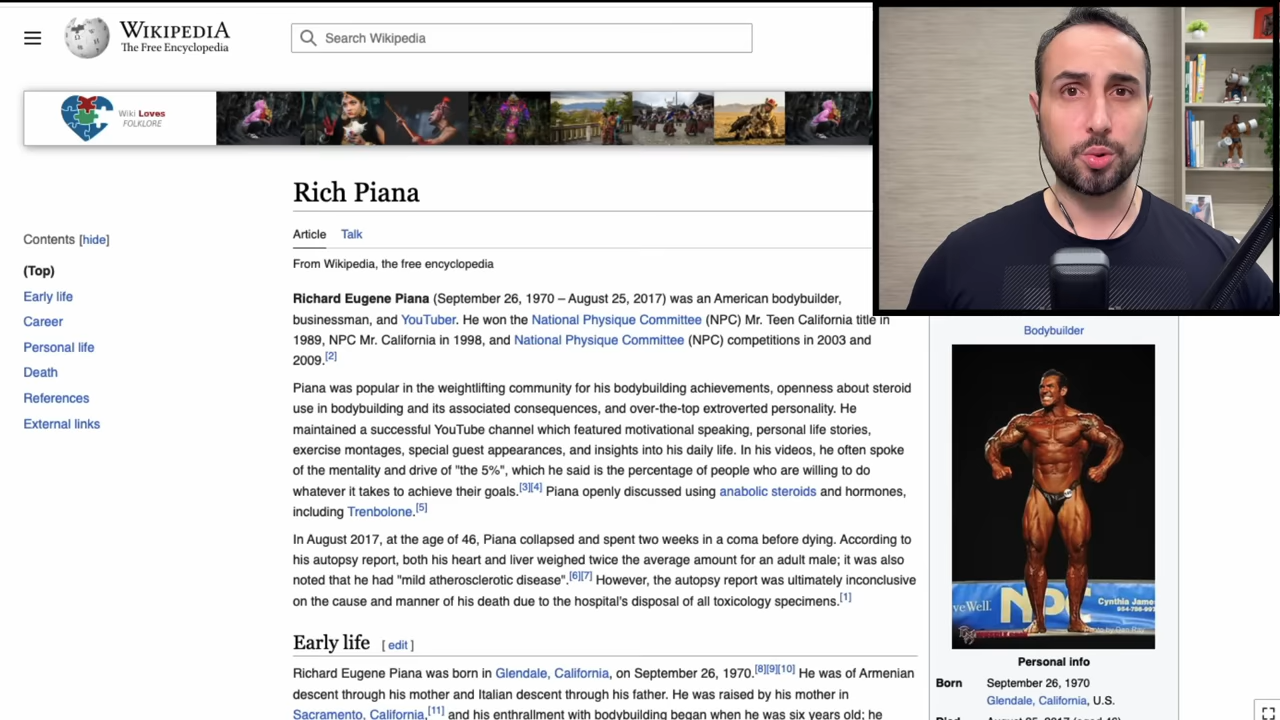 WIKIPEDIA
The Free Encyclopedia
Search Wikipedia
Wiki Loves
FOLKLORE
Rich Piana
Contents [hide]
(Top)
Early life
Career
Personal life
Death
References
External links
Article Talk
From Wikipedia, the free encyclopedia
Richard Eugene Piana (September 26, 1970 – August 25, 2017) was an American bodybuilder,
businessman, and YouTuber. He won the National Physique Committee (NPC) Mr. Teen California title in
1989, NPC Mr. California in 1998, and National Physique Committee (NPC) competitions in 2003 and
2009.[2]
Piana was popular in the weightlifting community for his bodybuilding achievements, openness about steroid
use in bodybuilding and its associated consequences, and over-the-top extroverted personality. He
maintained a successful YouTube channel which featured motivational speaking, personal life stories,
exercise montages, special guest appearances, and insights into his daily life. In his videos, he often spoke
of the mentality and drive of "the 5%", which he said is the percentage of people who are willing to do
whatever it takes to achieve their goals.[3][4] Piana openly discussed using anabolic steroids and hormones,
including Trenbolone.[5]
In August 2017, at the age of 46, Piana collapsed and spent two weeks in a coma before dying. According to
his autopsy report, both his heart and liver weighed twice the average amount for an adult male; it was also
noted that he had "mild atherosclerotic disease".[6][7] However, the autopsy report was ultimately inconclusive
on the cause and manner of his death due to the hospital's disposal of all toxicology specimens.[1]
Early life [ edit ]
Richard Eugene Piana was born in Glendale, California, on September 26, 1970.[8][9][10] He was of Armenian
descent through his mother and Italian descent through his father. He was raised by his mother in
Sacramento, California,[11] and his enthrallment with bodybuilding began when he was six years old; he
Bodybuilder
veWell. NPC Cynthia Jame
954-756-991
Personal info
Born September 26, 1970
Glendale, California, U.S.